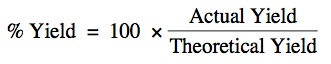 % Yield = 100 × Actual Yield / Theoretical Yield